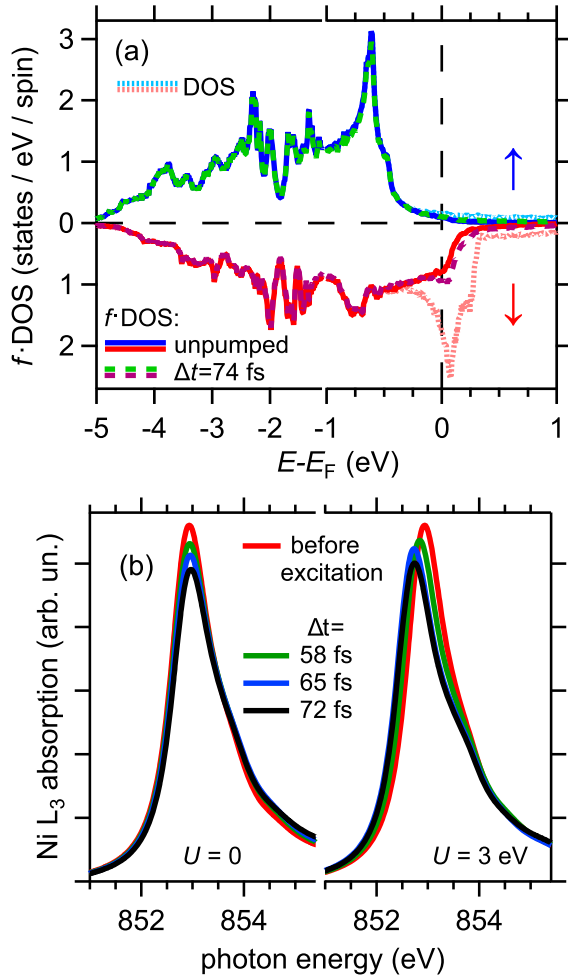 (a)
DOS
3
2
1
0
1
2
f·DOS (states / eV / spin)
↑
↓
f·DOS:
unpumped
Δt=74 fs
-5 -4 -3 -2 -1 0 1
E-E_F (eV)
(b)
before
excitation
Δt=
58 fs
65 fs
72 fs
Ni L₃ absorption (arb. un.)
U = 0
U = 3 eV
852 854 852 854
photon energy (eV)